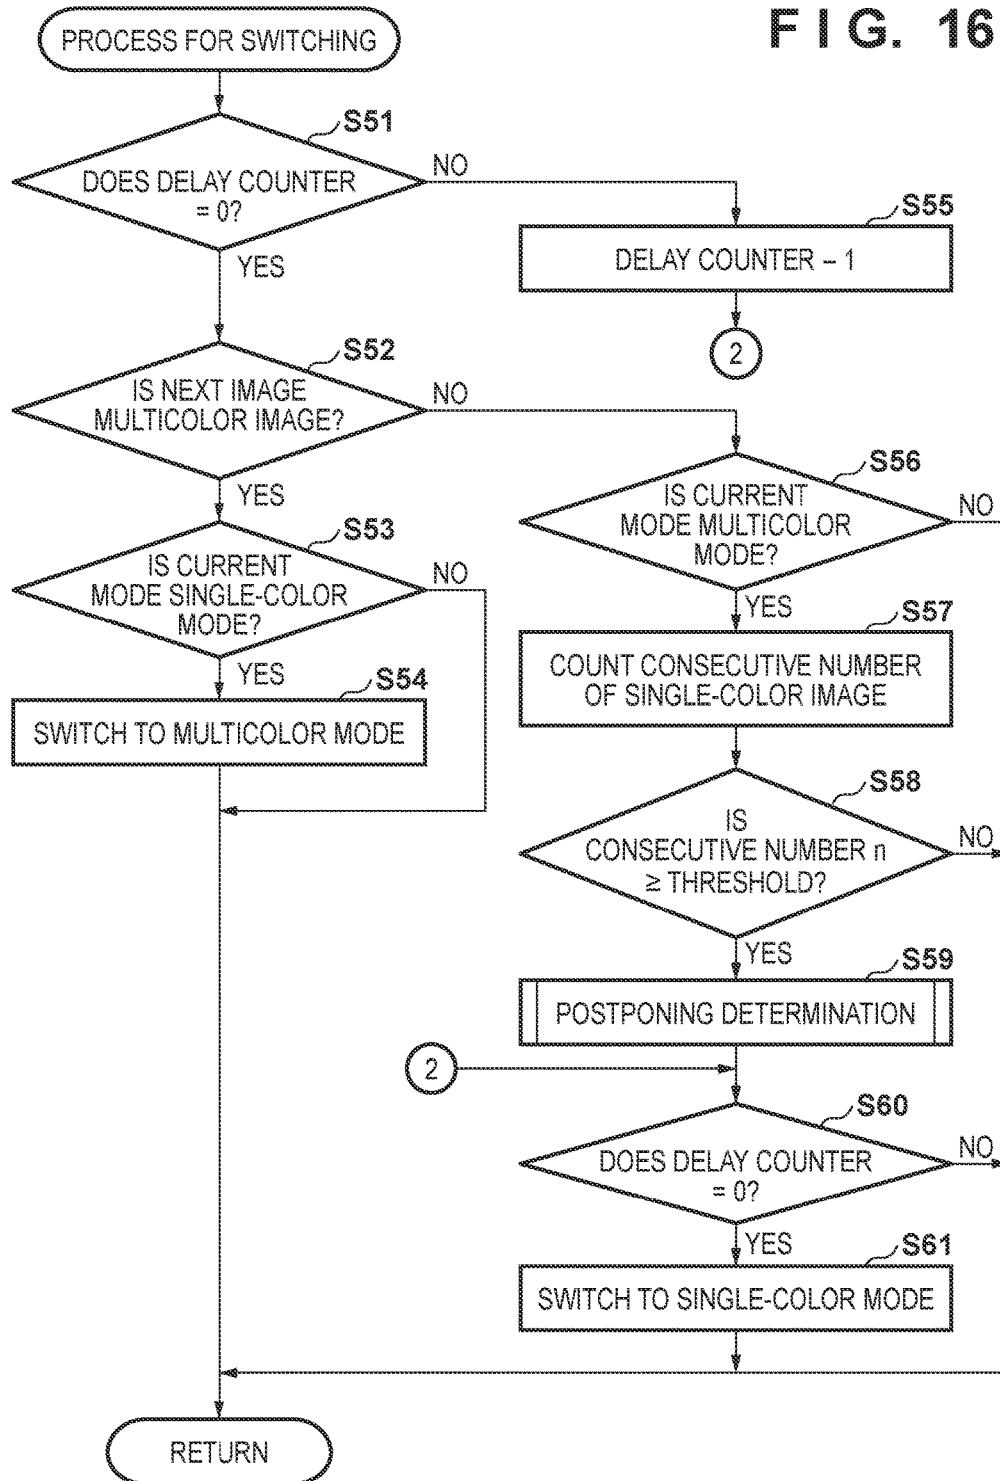 FIG. 16
PROCESS FOR SWITCHING
S51
DOES DELAY COUNTER
= 0?
NO
YES
S55
DELAY COUNTER – 1
2
S52
IS NEXT IMAGE
MULTICOLOR IMAGE?
NO
YES
S53
IS CURRENT
MODE SINGLE-COLOR
MODE?
NO
YES
S54
SWITCH TO MULTICOLOR MODE
S56
IS CURRENT
MODE MULTICOLOR
MODE?
NO
YES
S57
COUNT CONSECUTIVE NUMBER
OF SINGLE-COLOR IMAGE
S58
IS
CONSECUTIVE NUMBER n
≥ THRESHOLD?
NO
YES
S59
POSTPONING DETERMINATION
2
S60
DOES DELAY COUNTER
= 0?
NO
YES
S61
SWITCH TO SINGLE-COLOR MODE
RETURN